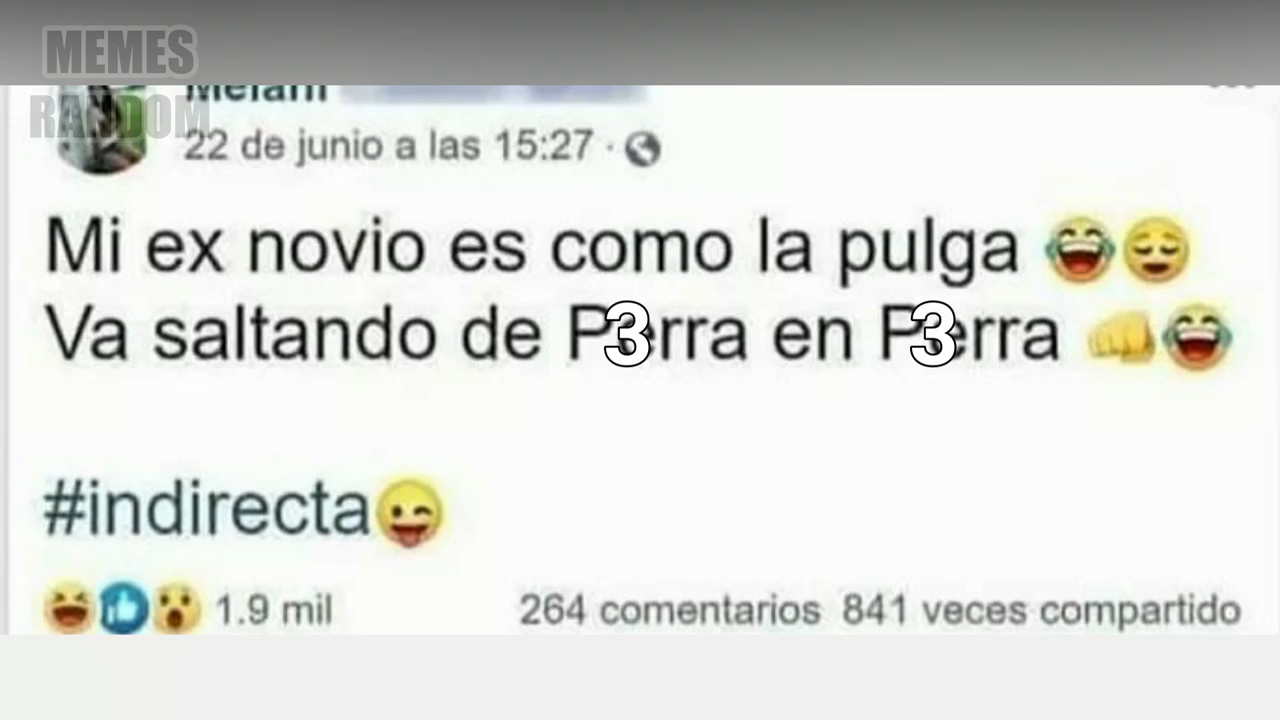 MEMES
RANDOM
Melani
22 de junio a las 15:27 ·
Mi ex novio es como la pulga 😂😌
Va saltando de P3rra en P3rra 👊😂
#indirecta😜
1.9 mil
264 comentarios 841 veces compartido